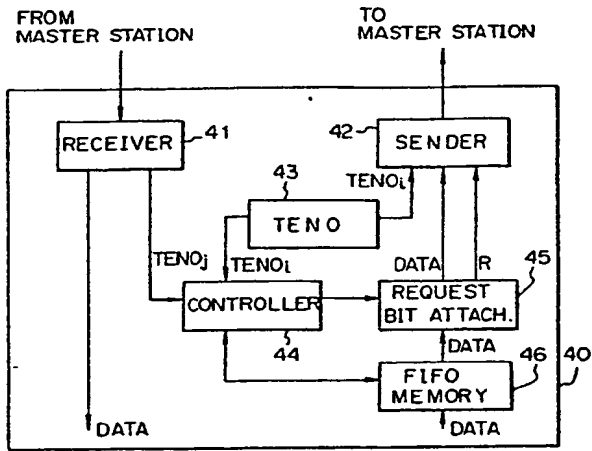 FROM
MASTER STATION
TO
MASTER STATION
RECEIVER
41
42
SENDER
43
TENO
TENOi
TENOj
TENOi
DATA
R
45
CONTROLLER
44
REQUEST
BIT ATTACH.
DATA
46
40
FIFO
MEMORY
DATA
DATA